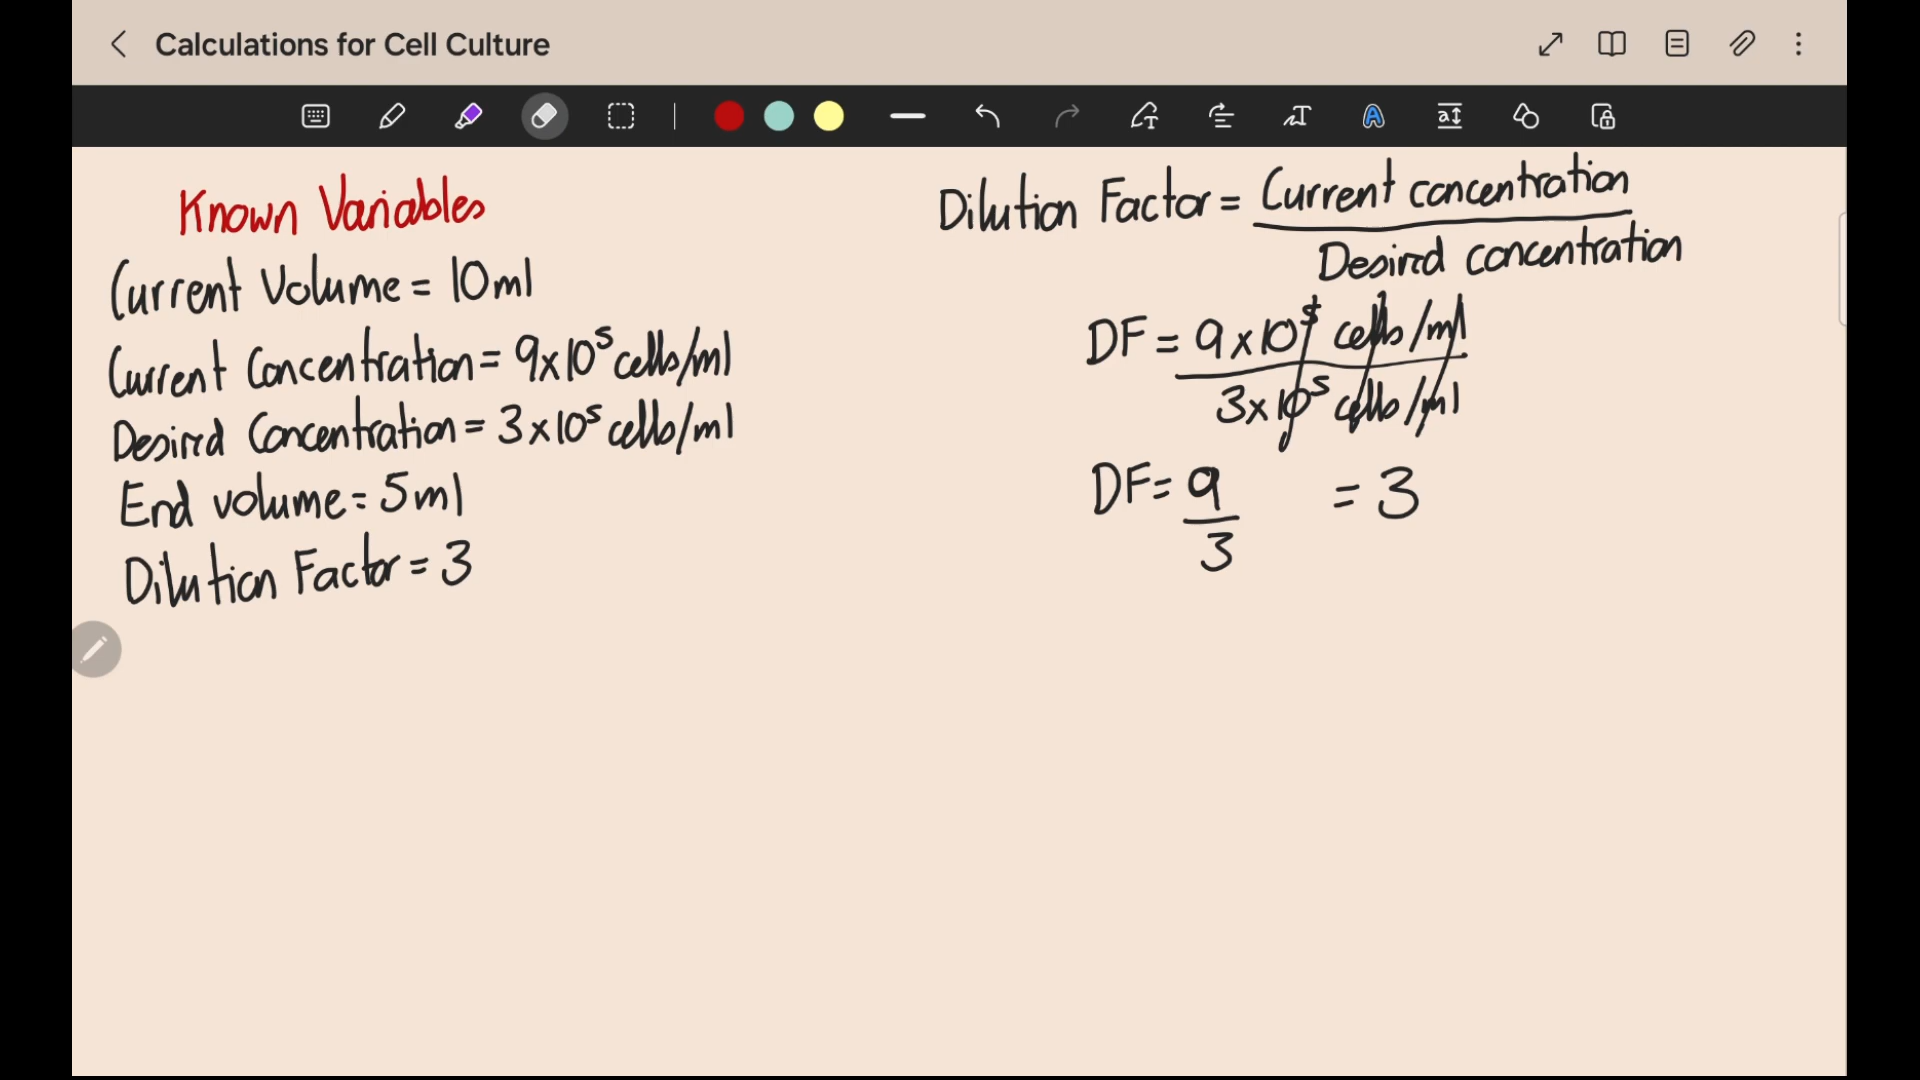 Calculations for Cell Culture
Known Variables
Current Volume = 10ml
Current Concentration = 9x10⁵ cells/ml
Desired Concentration = 3x10⁵ cells/ml
End volume = 5ml
Dilution Factor = 3
Dilution Factor = Current concentration
Desired concentration
DF = 9x10⁵ cells/ml
3x10⁵ cells/ml
DF = 9 = 3
3